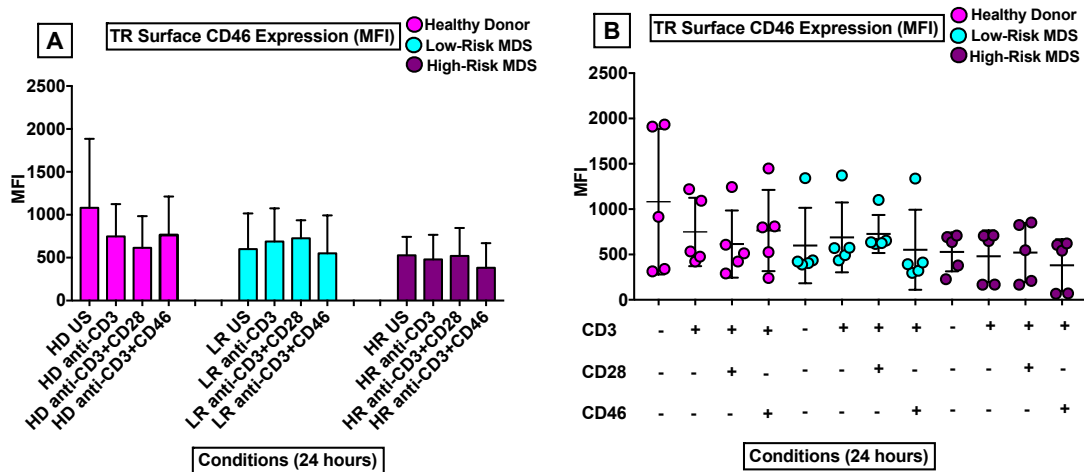 A
TR Surface CD46 Expression (MFI)
Healthy Donor
Low-Risk MDS
High-Risk MDS
2500
2000
1500
1000
500
0
MFI
HD US
HD anti-CD3
HD anti-CD3+CD28
HD anti-CD3+CD46
LR US
LR anti-CD3
LR anti-CD3+CD28
LR anti-CD3+CD46
HR US
HR anti-CD3
HR anti-CD3+CD28
HR anti-CD3+CD46
Conditions (24 hours)
B
TR Surface CD46 Expression (MFI)
Healthy Donor
Low-Risk MDS
High-Risk MDS
2500
2000
1500
1000
500
0
MFI
CD3 - + + + - + + + - + + +
CD28 - - + - - - + - - - + -
CD46 - - - + - - - + - - - +
Conditions (24 hours)